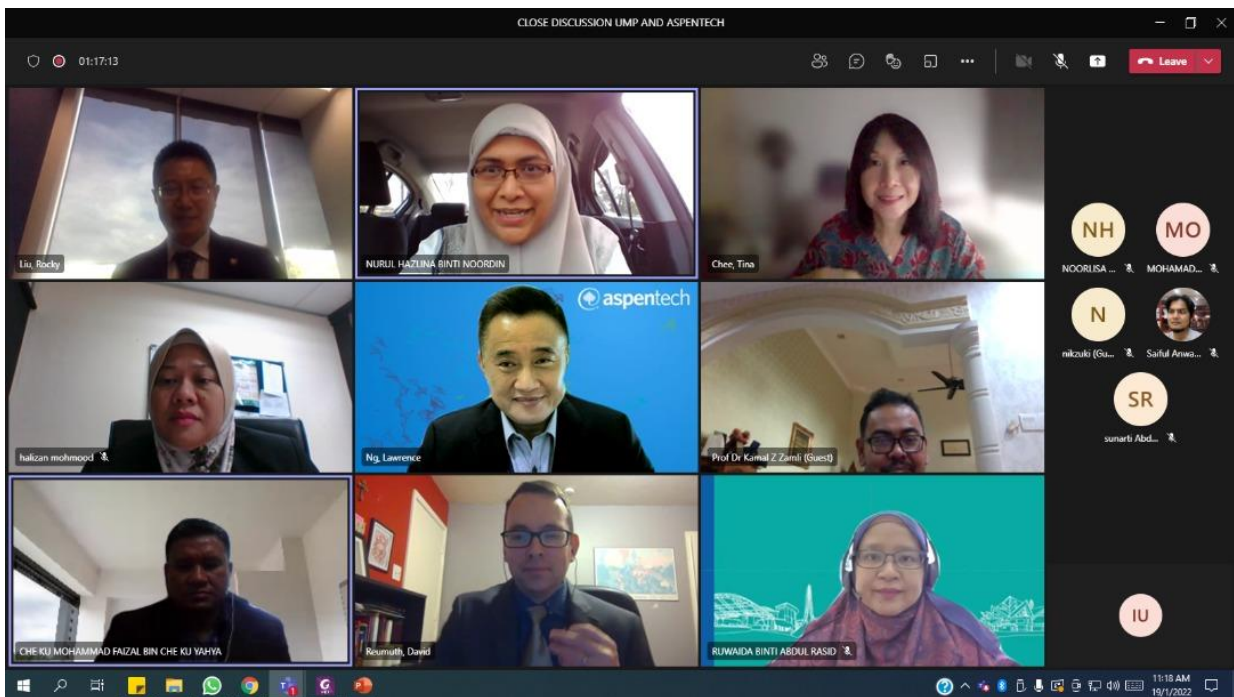 CLOSE DISCUSSION UMP AND ASPENTECH
01:17:13
Leave
Liu, Rocky
NURUL HAZLINA BINTI NOORDIN
Chee, Tina
NH
MO
NOORLISA ...
MOHAMAD...
N
nikzuki (Gu...
Saiful Anwa...
SR
sunarti Abd...
halizan mohmood
aspentech
Ng, Lawrence
Prof Dr Kamal Z Zamli (Guest)
CHE KU MOHAMMAD FAIZAL BIN CHE KU YAHYA
Reumuth, David
RUWAIDA BINTI ABDUL RASID
IU
11:18 AM
19/1/2022